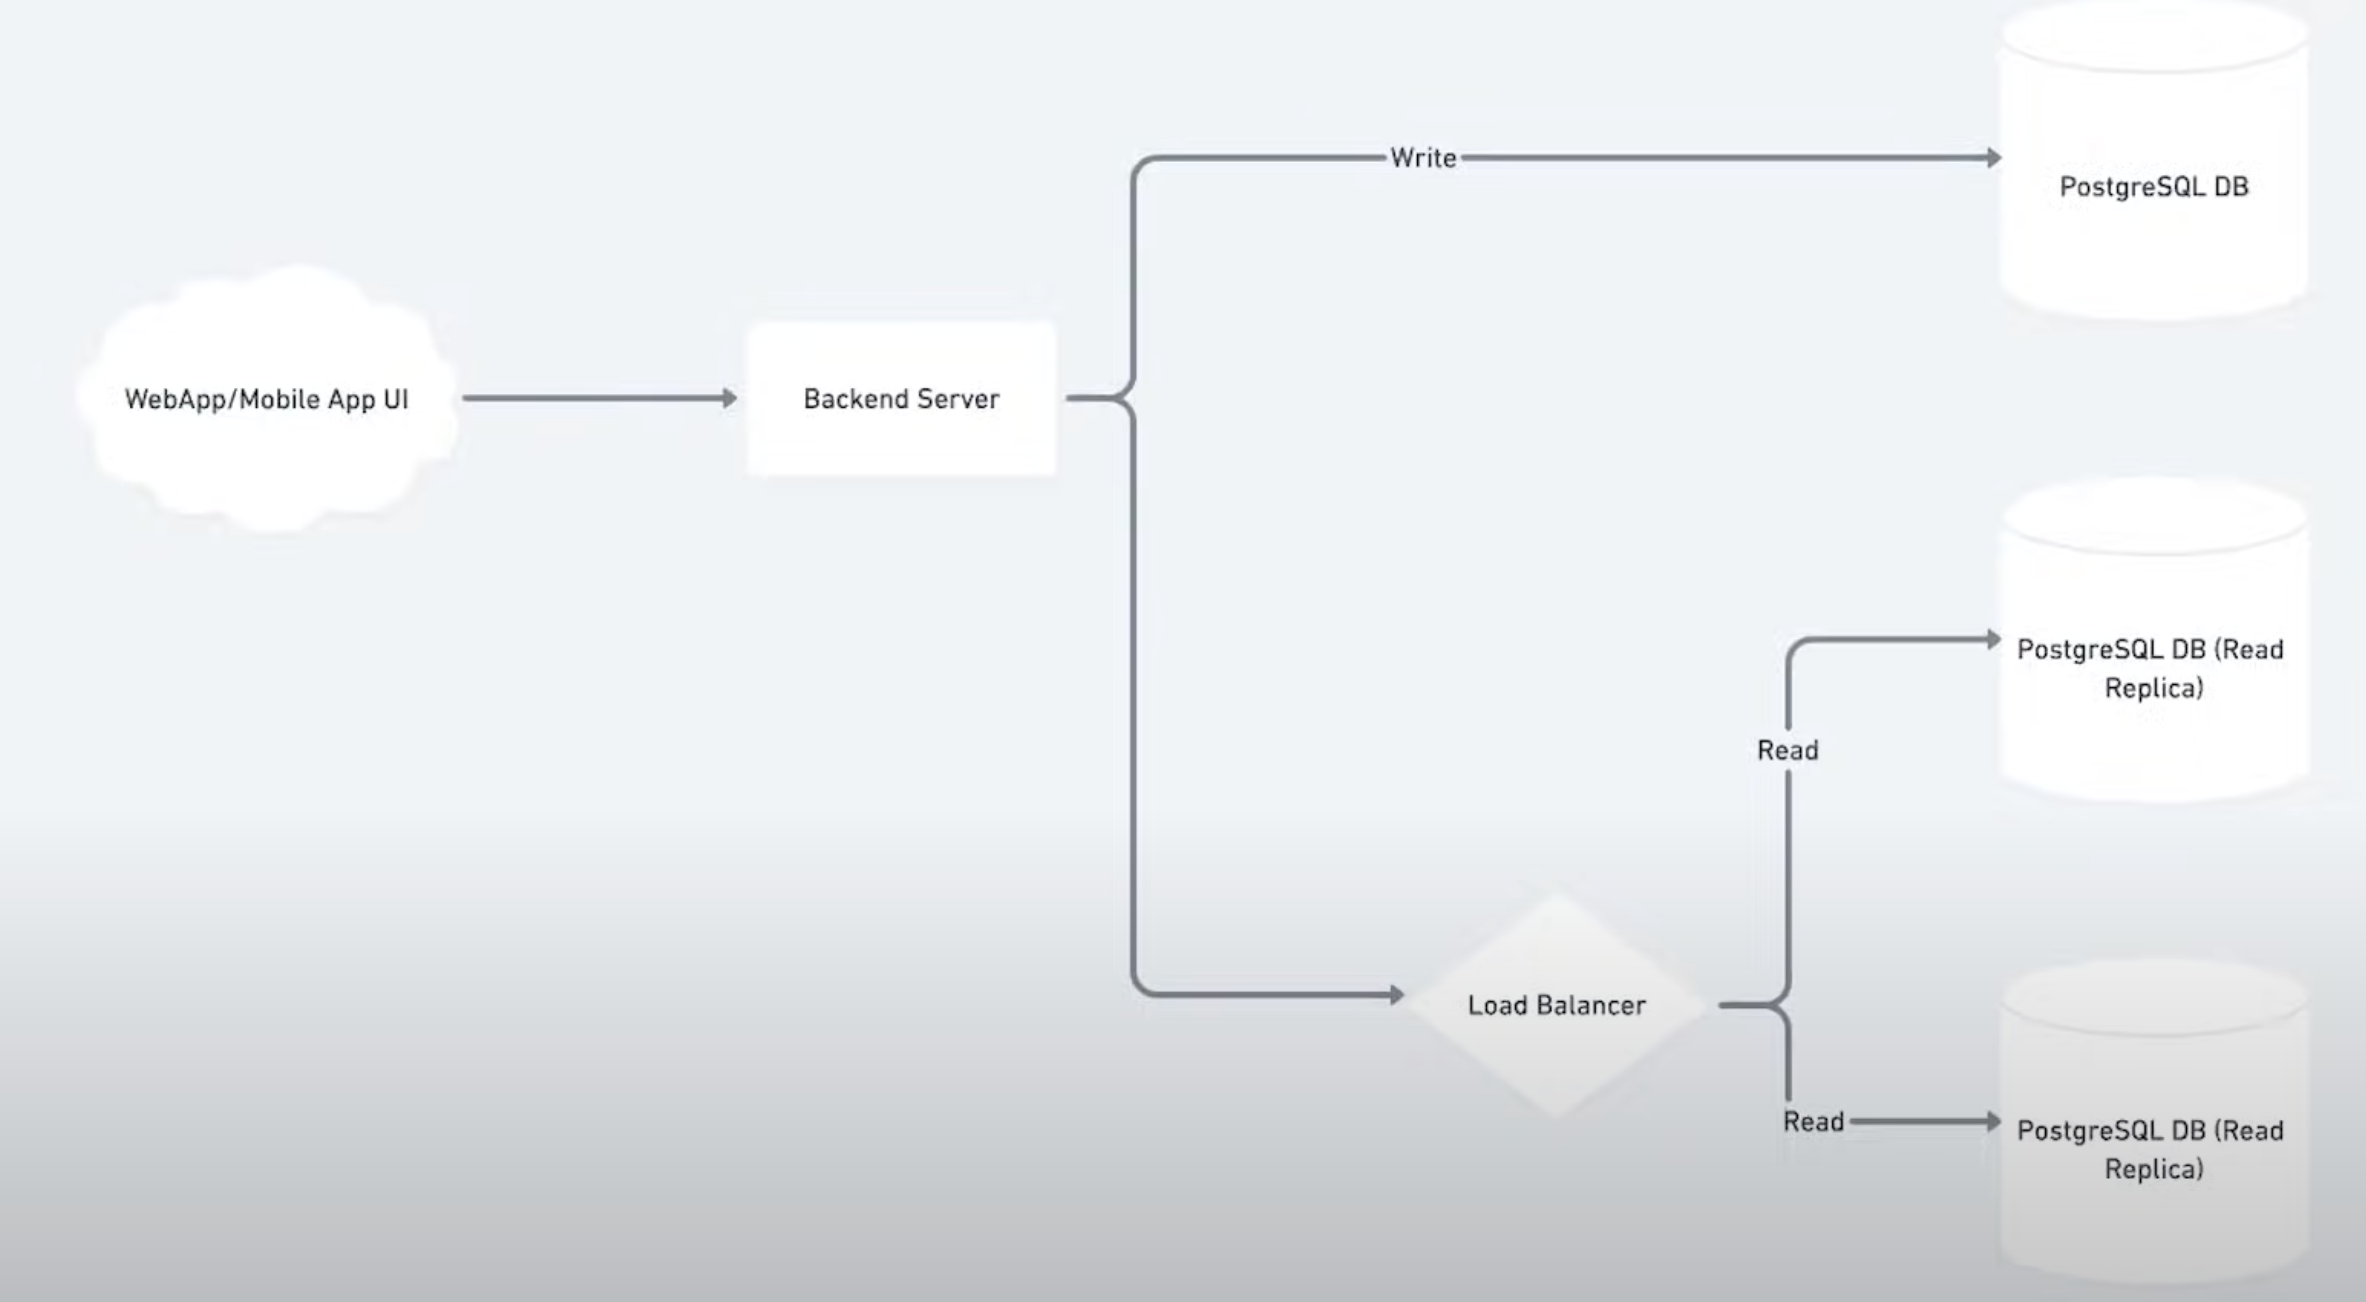 Write
PostgreSQL DB
WebApp/Mobile App UI
Backend Server
PostgreSQL DB (Read
Replica)
Read
Load Balancer
Read
PostgreSQL DB (Read
Replica)